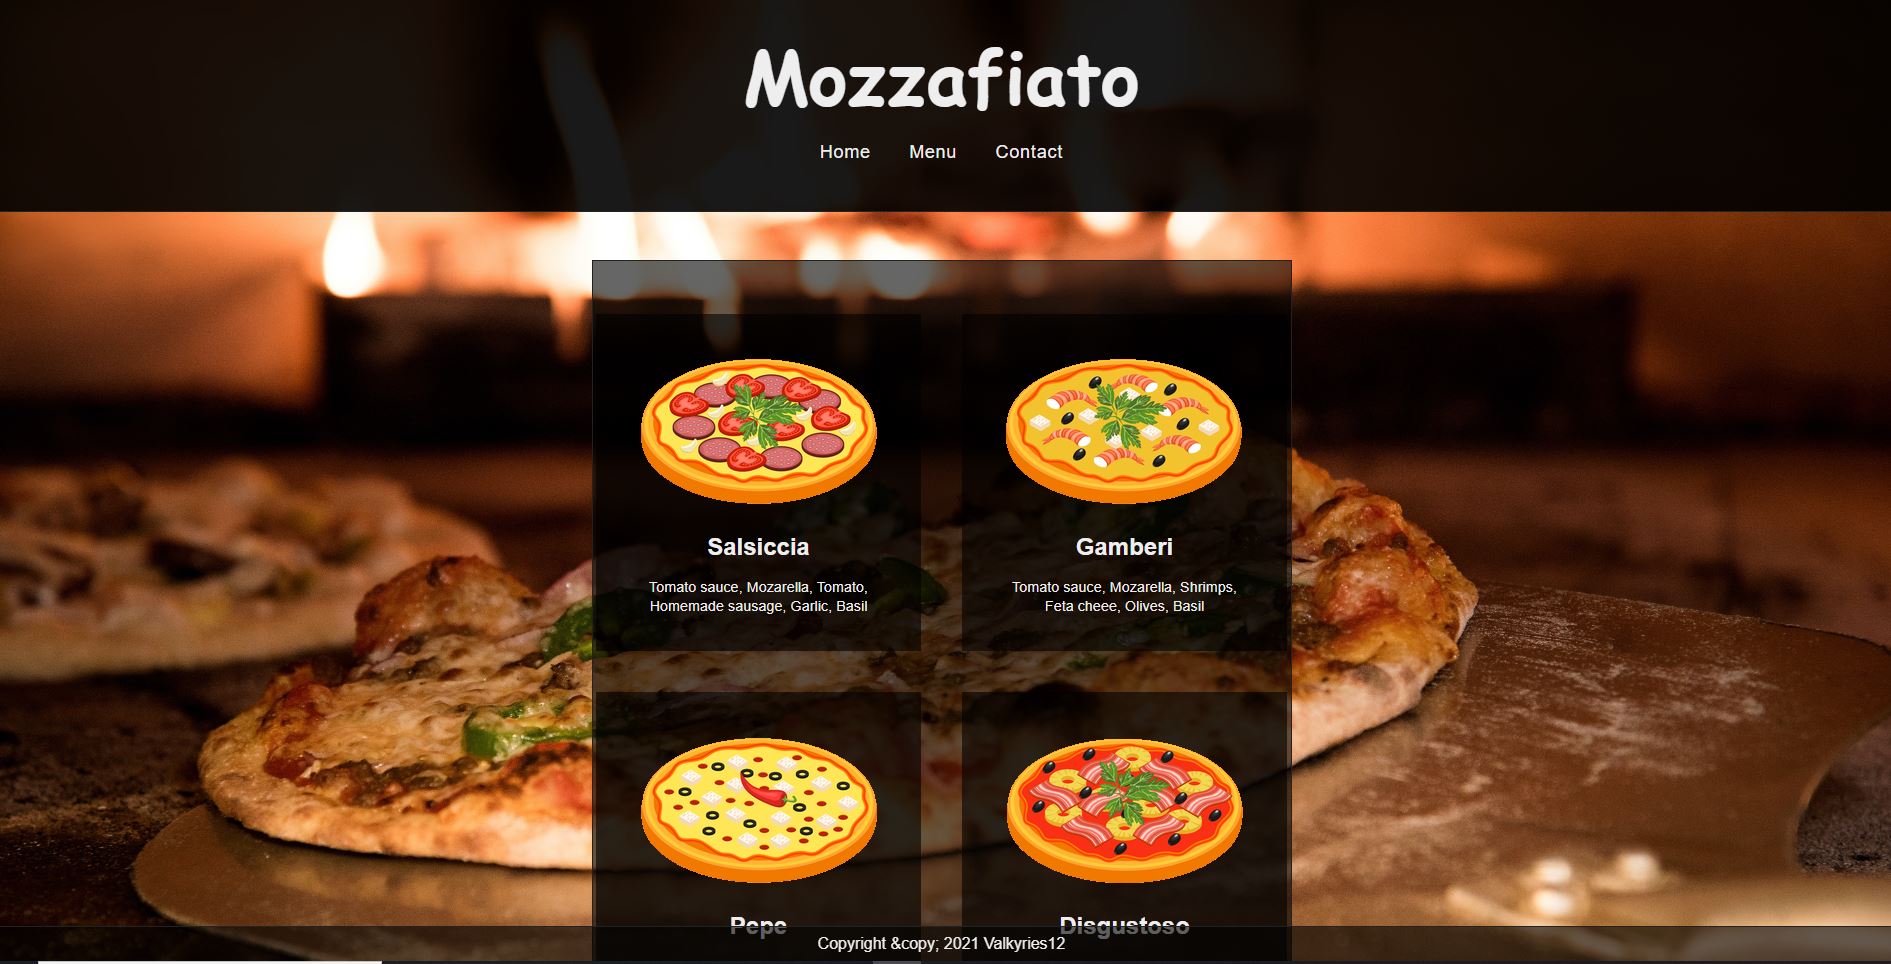 Mozzafiato
Home Menu Contact
Salsiccia
Tomato sauce, Mozarella, Tomato,
Homemade sausage, Garlic, Basil
Gamberi
Tomato sauce, Mozarella, Shrimps,
Feta cheee, Olives, Basil
Pepe
Disgustoso
Copyright &copy; 2021 Valkyries12